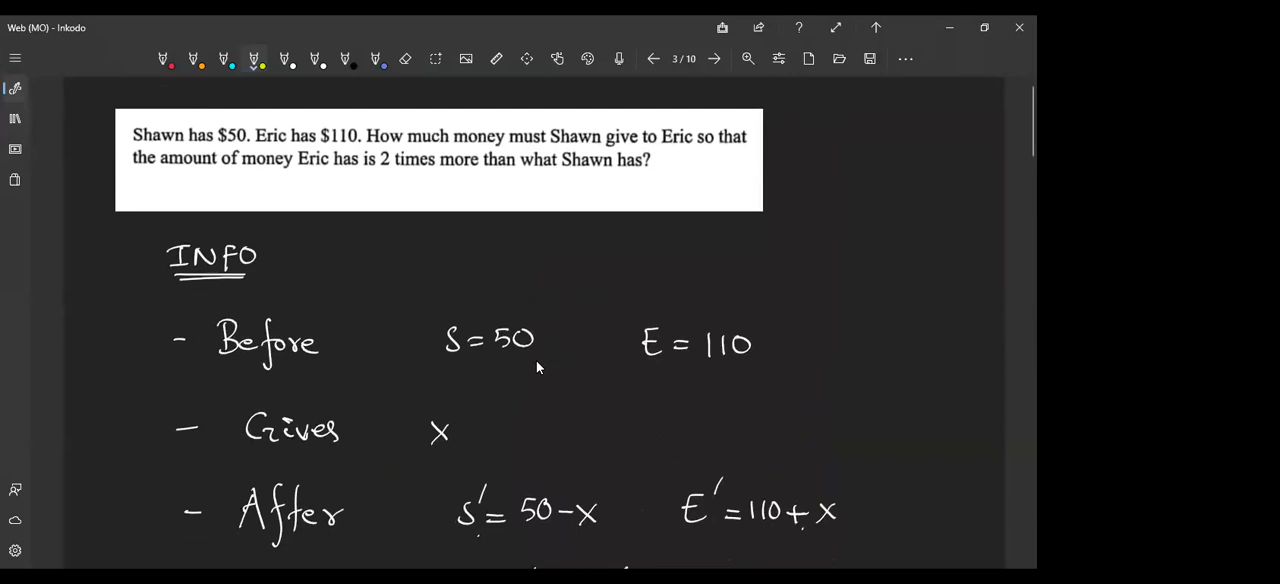 Web (MO) - Inkodo
3/10
Shawn has $50. Eric has $110. How much money must Shawn give to Eric so that
the amount of money Eric has is 2 times more than what Shawn has?
INFO
- Before S = 50 E = 110
- Gives x
- After S' = 50 - x E' = 110 + x